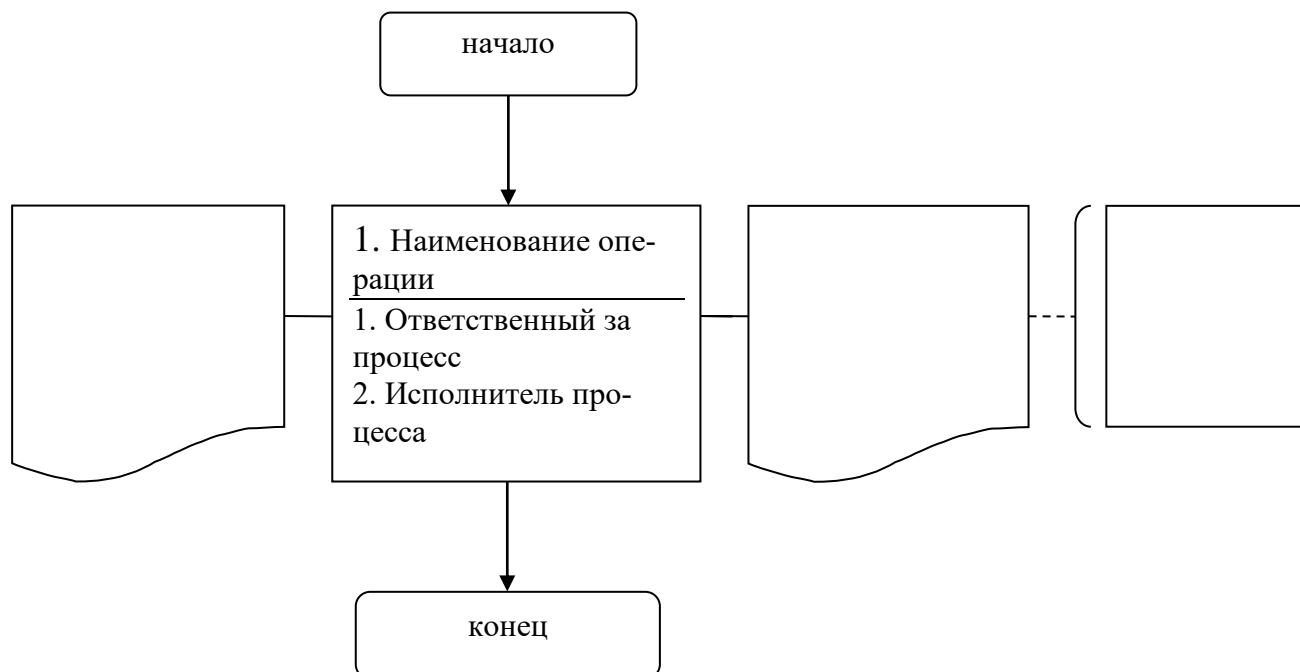 начало
1. Наименование опе-
рации
1. Ответственный за
процесс
2. Исполнитель про-
цесса
конец